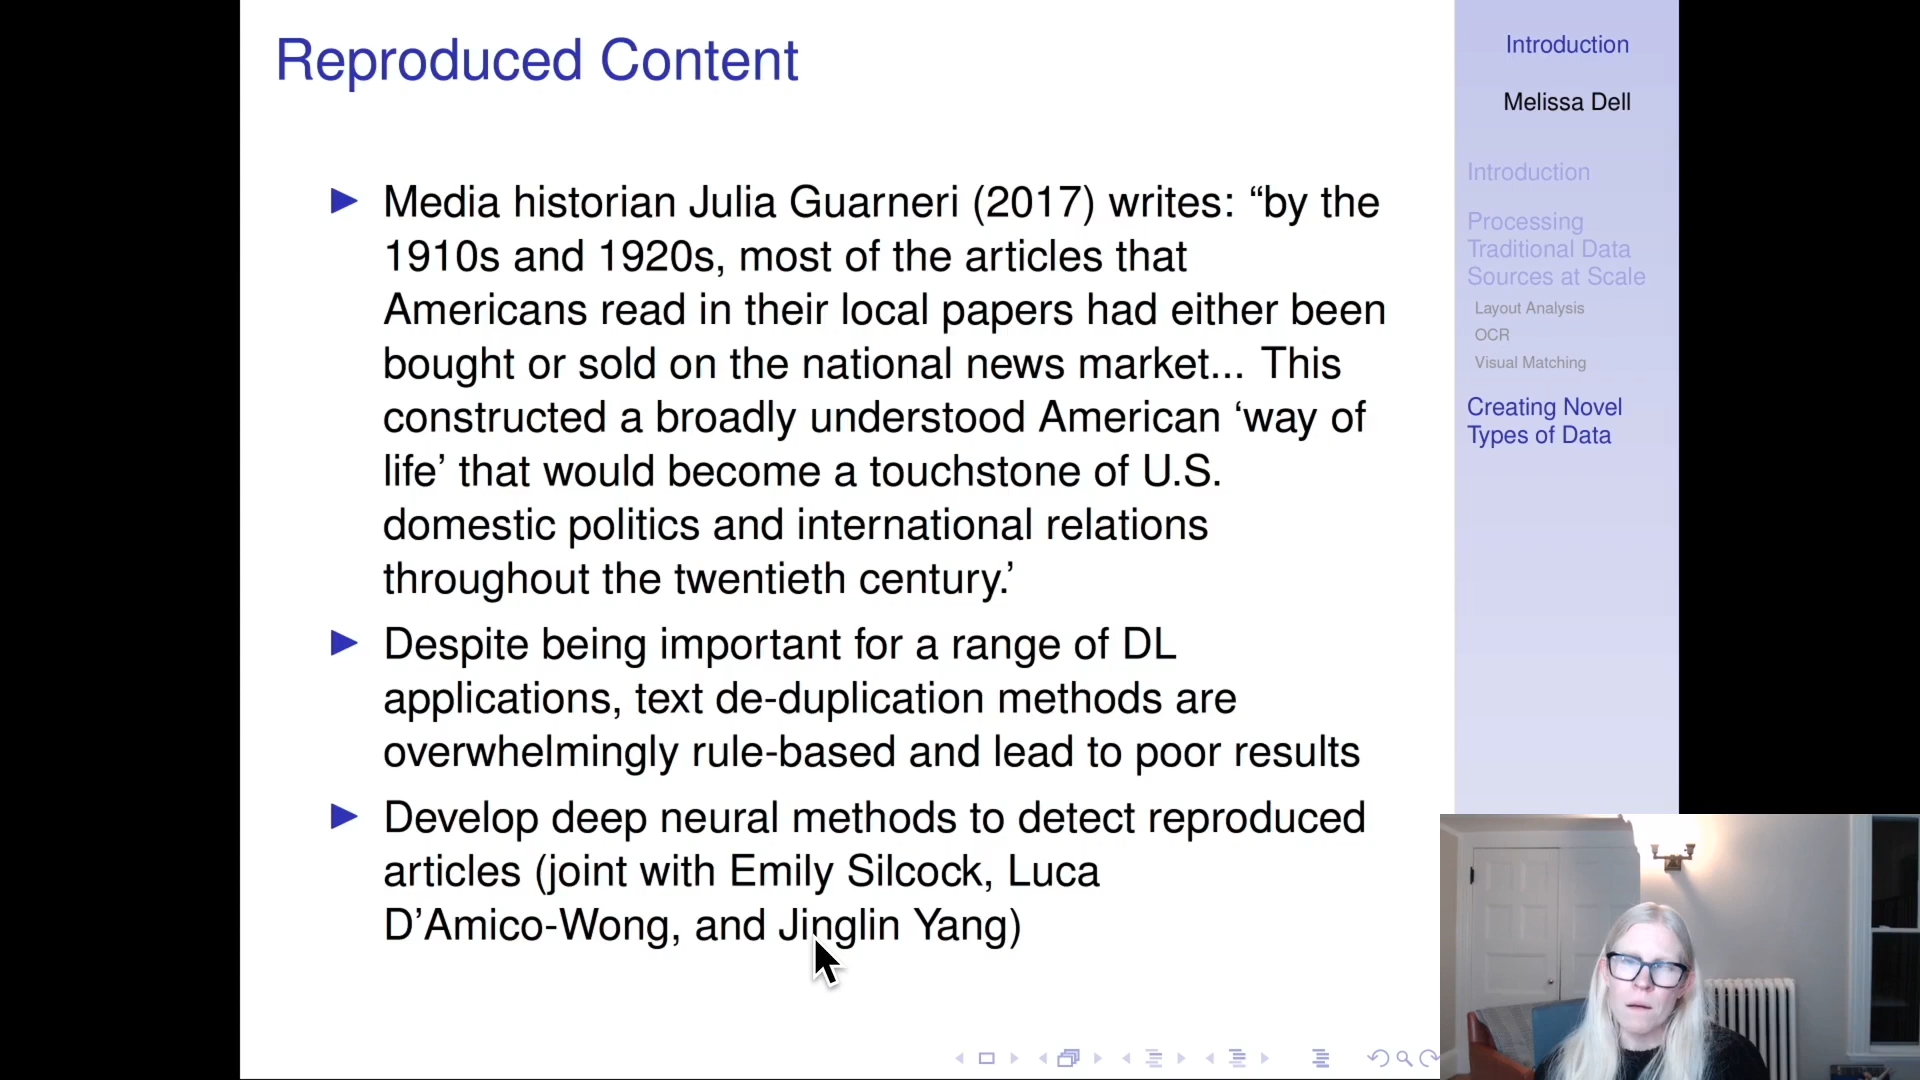 Reproduced Content
Media historian Julia Guarneri (2017) writes: “by the
1910s and 1920s, most of the articles that
Americans read in their local papers had either been
bought or sold on the national news market... This
constructed a broadly understood American ‘way of
life’ that would become a touchstone of U.S.
domestic politics and international relations
throughout the twentieth century.’
Despite being important for a range of DL
applications, text de-duplication methods are
overwhelmingly rule-based and lead to poor results
Develop deep neural methods to detect reproduced
articles (joint with Emily Silcock, Luca
D’Amico-Wong, and Jinglin Yang)
Introduction
Melissa Dell
Introduction
Processing
Traditional Data
Sources at Scale
Layout Analysis
OCR
Visual Matching
Creating Novel
Types of Data